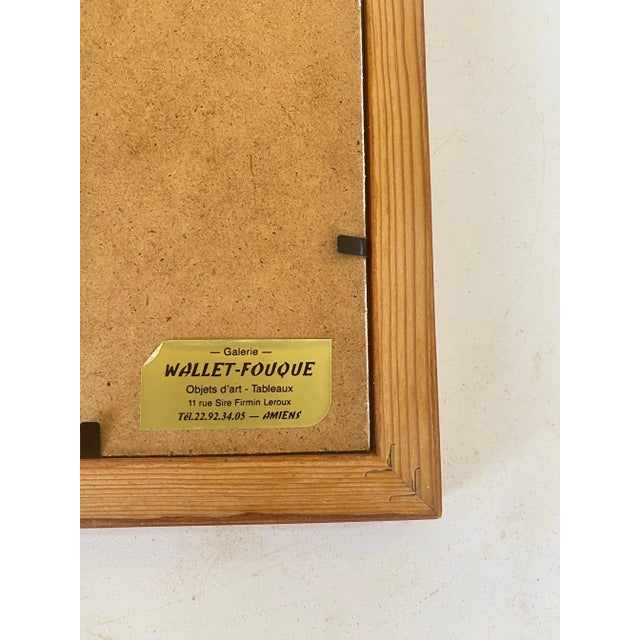 — Galerie —
WALLET-FOUQUE
Objets d'art - Tableaux
11 rue Sire Firmin Leroux
Tél.22.92.34.05 — AMIENS